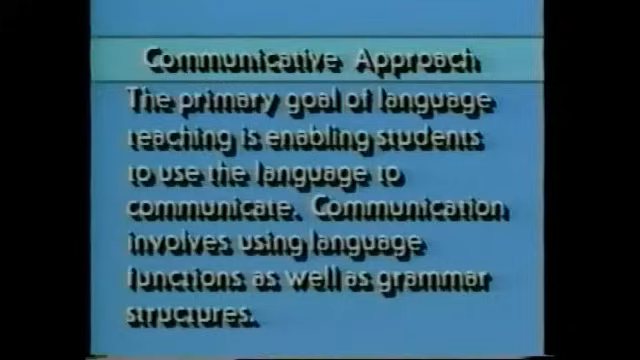 Communicative Approach
The primary goal of language
teaching is enabling students
to use the language to
communicate. Communication
involves using language
functions as well as grammar
structures.